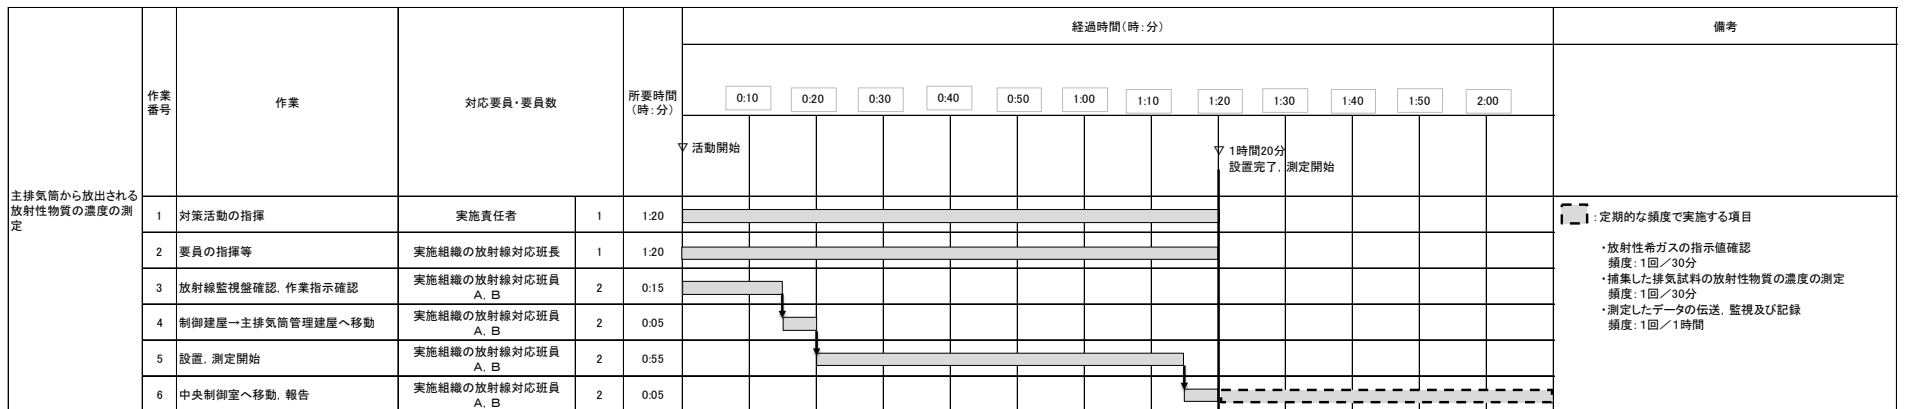 経過時間(時:分)
備考
作業
番号
作業
対応要員・要員数
所要時間
(時:分)
0:10
0:20
0:30
0:40
0:50
1:00
1:10
1:20
1:30
1:40
1:50
2:00
▽ 活動開始
▽ 1時間20分
設置完了,測定開始
主排気筒から放出される
放射性物質の濃度の測
定
1 対策活動の指揮 実施責任者 1 1:20
2 要員の指揮等 実施組織の放射線対応班長 1 1:20
3 放射線監視盤確認,作業指示確認 実施組織の放射線対応班員
A,B 2 0:15
4 制御建屋→主排気筒管理建屋へ移動 実施組織の放射線対応班員
A,B 2 0:05
5 設置,測定開始 実施組織の放射線対応班員
A,B 2 0:55
6 中央制御室へ移動,報告 実施組織の放射線対応班員
A,B 2 0:05
:定期的な頻度で実施する項目
・放射性希ガスの指示値確認
頻度:1回/30分
・捕集した排気試料の放射性物質の濃度の測定
頻度:1回/30分
・測定したデータの伝送,監視及び記録
頻度:1回/1時間